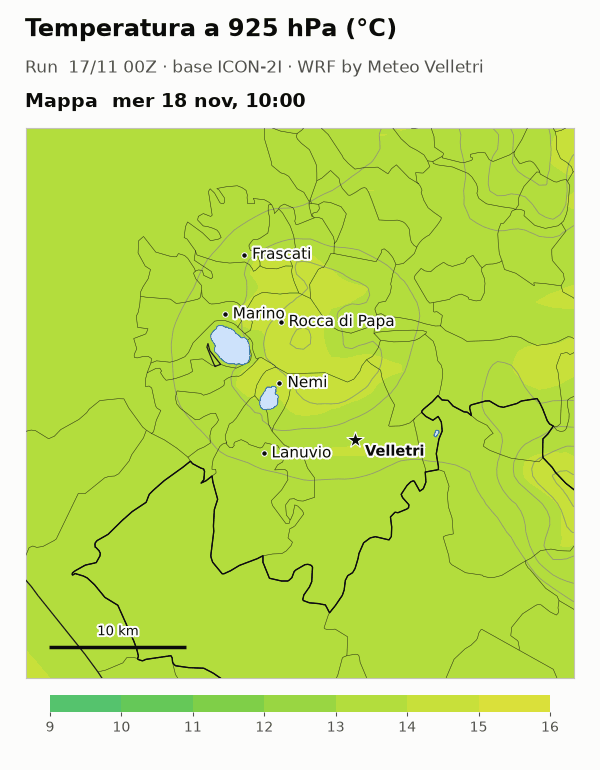 Temperatura a 925 hPa (°C)
Run  17/11 00Z · base ICON-2I · WRF by Meteo Velletri
Mappa  mer 18 nov, 10:00
Frascati
Marino
Rocca di Papa
Nemi
Velletri
Lanuvio
10 km
9 10 11 12 13 14 15 16